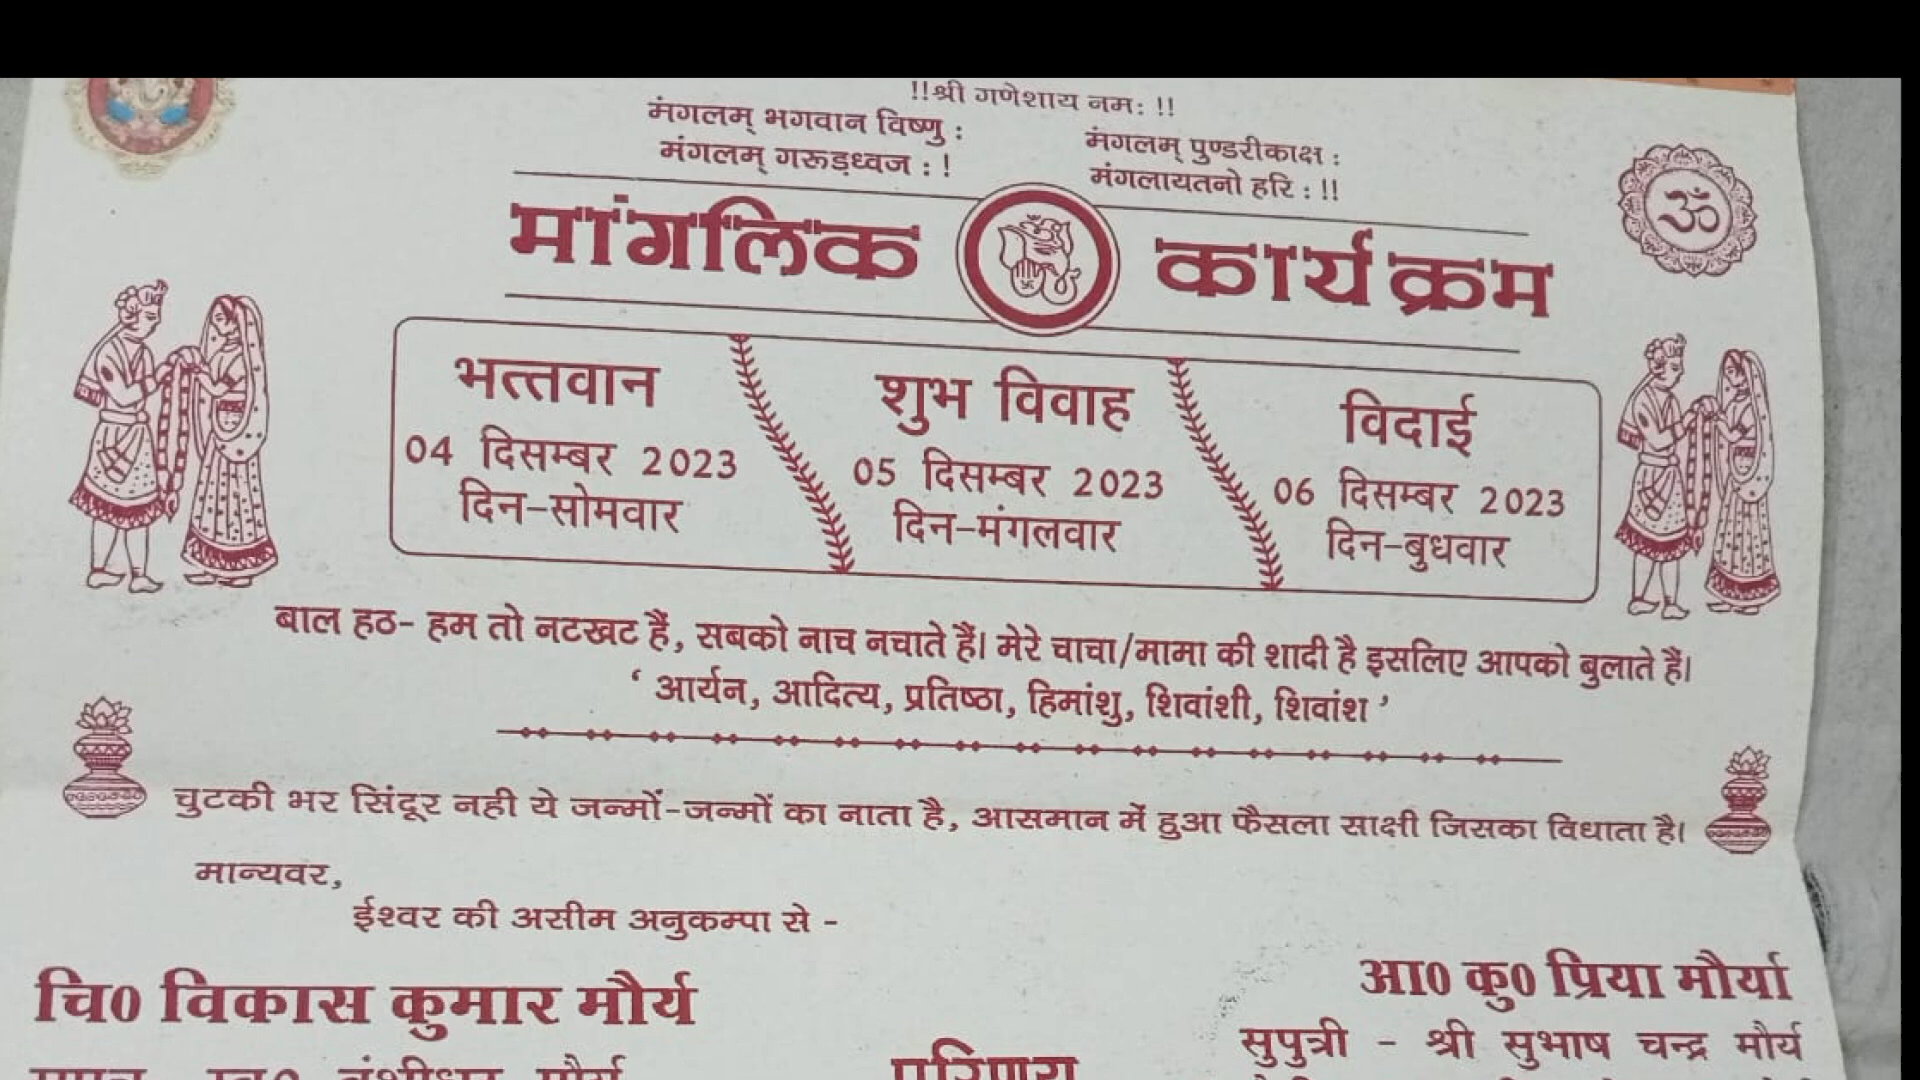 !!श्री गणेशाय नम: !!
मंगलम् भगवान विष्णु : मंगलम् पुण्डरीकाक्ष :
मंगलम् गरूड़ध्वज : ! मंगलायतनो हरि : !!
मांगलिक कार्यक्रम
भत्तवान
04 दिसम्बर 2023
दिन-सोमवार
शुभ विवाह
05 दिसम्बर 2023
दिन-मंगलवार
विदाई
06 दिसम्बर 2023
दिन-बुधवार
ॐ
बाल हठ- हम तो नटखट हैं, सबको नाच नचाते हैं। मेरे चाचा/मामा की शादी है इसलिए आपको बुलाते हैं।
‘ आर्यन, आदित्य, प्रतिष्ठा, हिमांशु, शिवांशी, शिवांश ’
चुटकी भर सिंदूर नही ये जन्मों-जन्मों का नाता है, आसमान में हुआ फैसला साक्षी जिसका विधाता है।
मान्यवर,
ईश्वर की असीम अनुकम्पा से -
चि0 विकास कुमार मौर्य
आ0 कु0 प्रिया मौर्या
सुपुत्री - श्री सुभाष चन्द्र मौर्य
परिणय